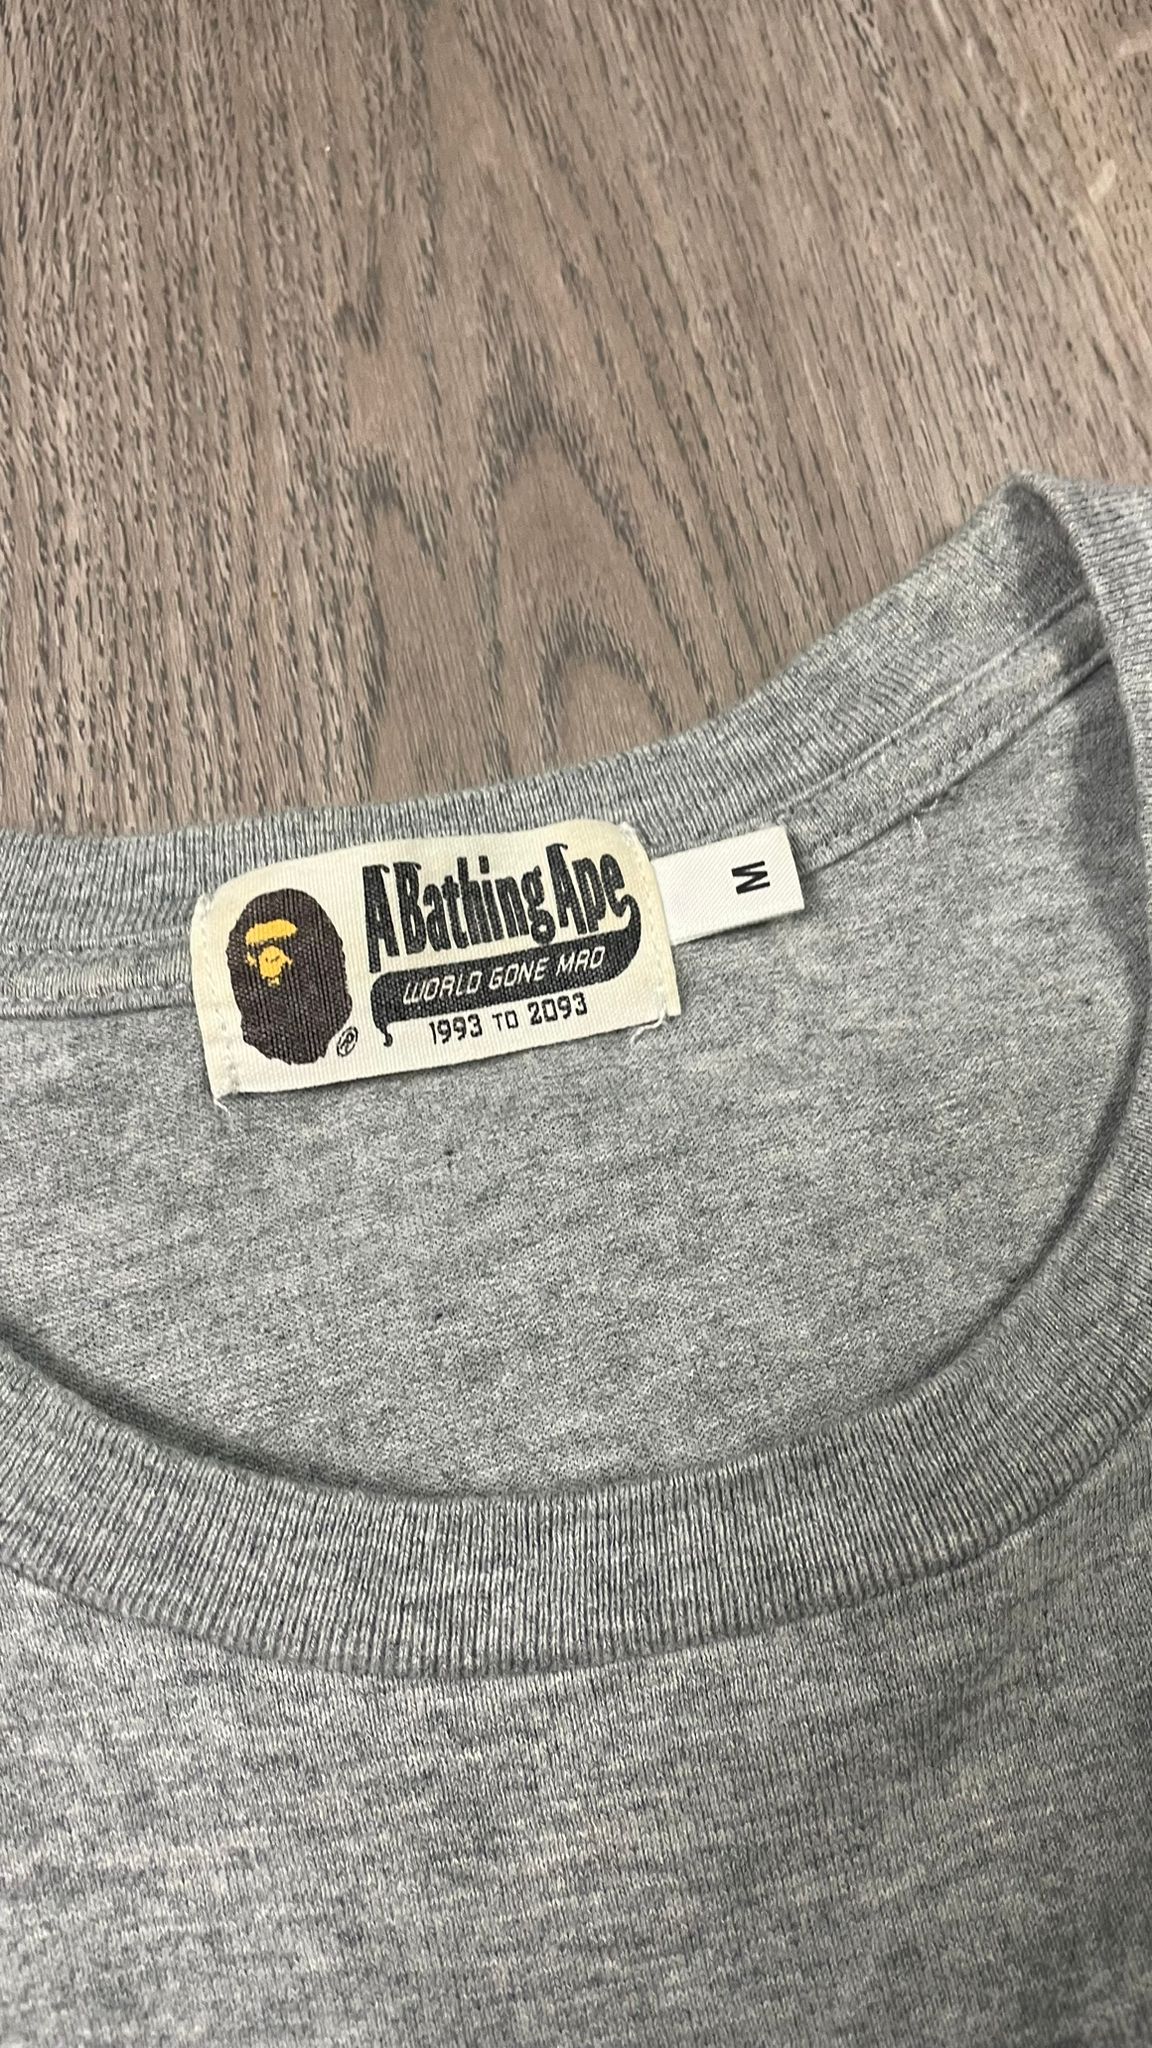 A Bathing Ape
WORLD GONE MAD
1993 TO 2093
®
M